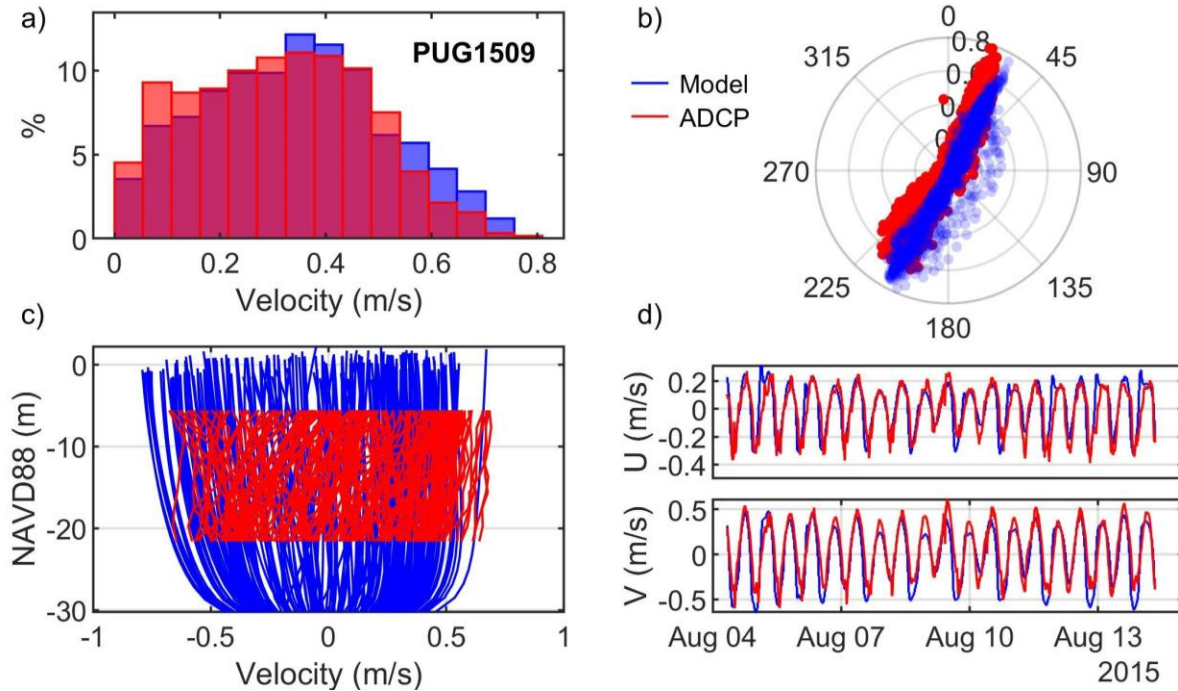 a)
PUG1509
10
5
0
%
0 0.2 0.4 0.6 0.8
Velocity (m/s)
b)
0
45
90
135
180
225
270
315
0.8
Model
ADCP
c)
0
-10
-20
-30
NAVD88 (m)
-1 -0.5 0 0.5 1
Velocity (m/s)
d)
0.2
0
-0.2
-0.4
U (m/s)
0.5
0
-0.5
V (m/s)
Aug 04 Aug 07 Aug 10 Aug 13
2015